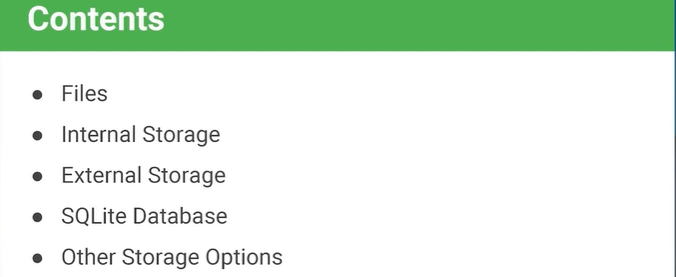 Contents
● Files
● Internal Storage
● External Storage
● SQLite Database
● Other Storage Options